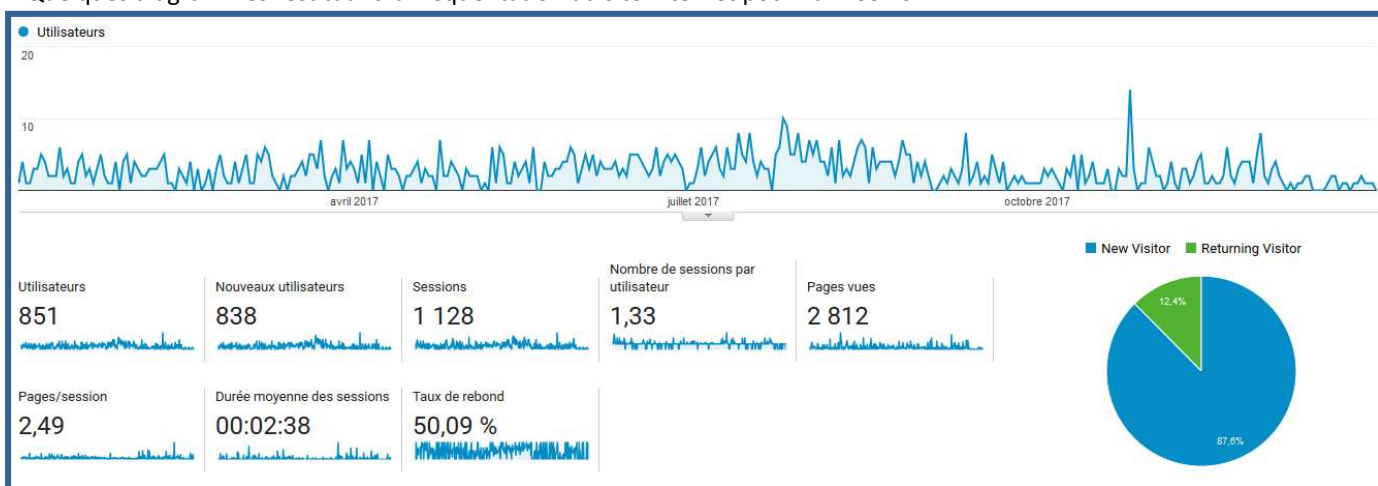 Utilisateurs
20
10
avril 2017
juillet 2017
octobre 2017
New Visitor
Returning Visitor
Utilisateurs
851
Nouveaux utilisateurs
838
Sessions
1 128
Nombre de sessions par
utilisateur
1,33
Pages vues
2 812
12,4%
87,6%
Pages/session
2,49
Durée moyenne des sessions
00:02:38
Taux de rebond
50,09 %